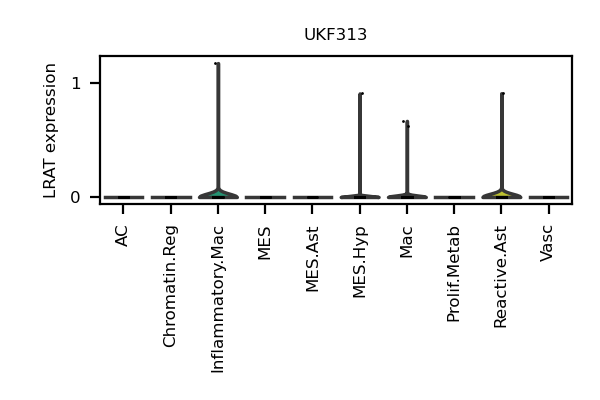 UKF313
LRAT expression
1
0
AC
Chromatin.Reg
Inflammatory.Mac
MES
MES.Ast
MES.Hyp
Mac
Prolif.Metab
Reactive.Ast
Vasc